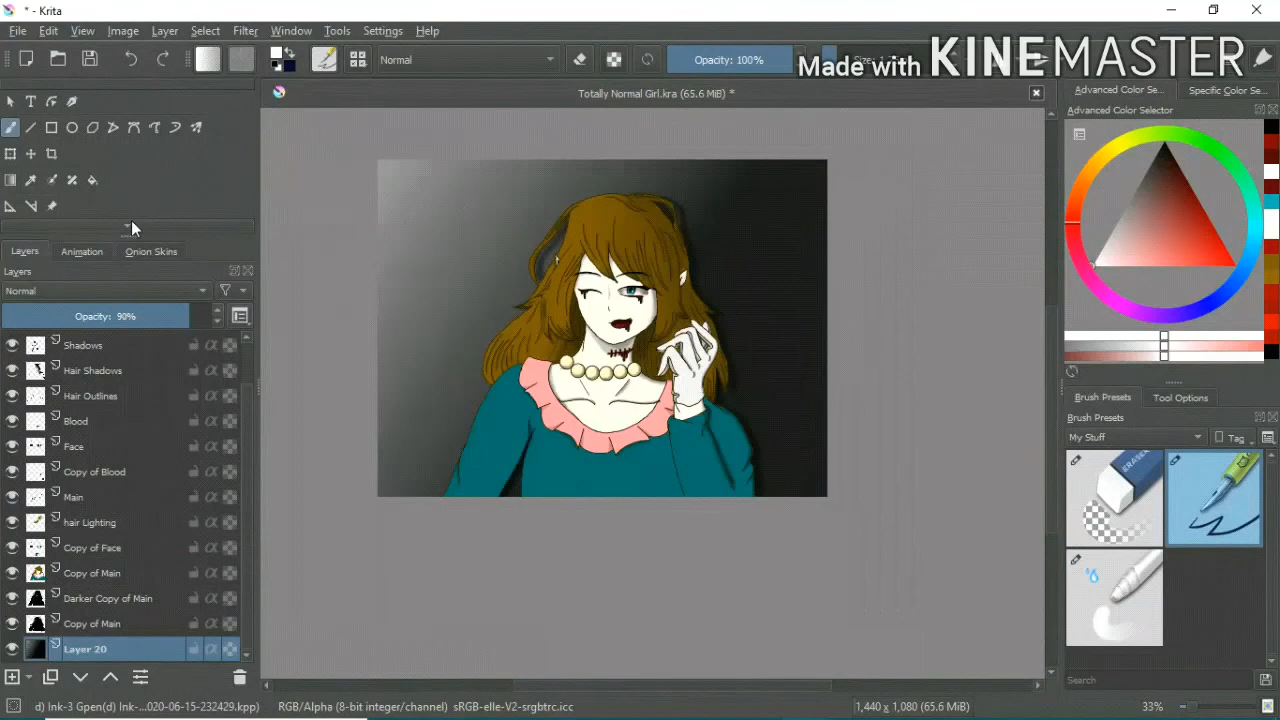 * - Krita
File Edit View Image Layer Select Filter Window Tools Settings Help
Normal Opacity: 100% Made with KINEMASTER
Totally Normal Girl.kra (65.6 MiB) *
Advanced Color Se... Specific Color Se...
Advanced Color Selector
Layers Animation Onion Skins
Layers
Normal
Opacity: 90%
Shadows
Hair Shadows
Hair Outlines
Blood
Face
Copy of Blood
Main
hair Lighting
Copy of Face
Copy of Main
Darker Copy of Main
Copy of Main
Layer 20
Brush Presets Tool Options
Brush Presets
My Stuff Tag
ERASER
Search
d) Ink-3 Gpen(d) Ink-...020-06-15-232429.kpp) RGB/Alpha (8-bit integer/channel) sRGB-elle-V2-srgbtrc.icc 1,440 x 1,080 (65.6 MiB) 33%